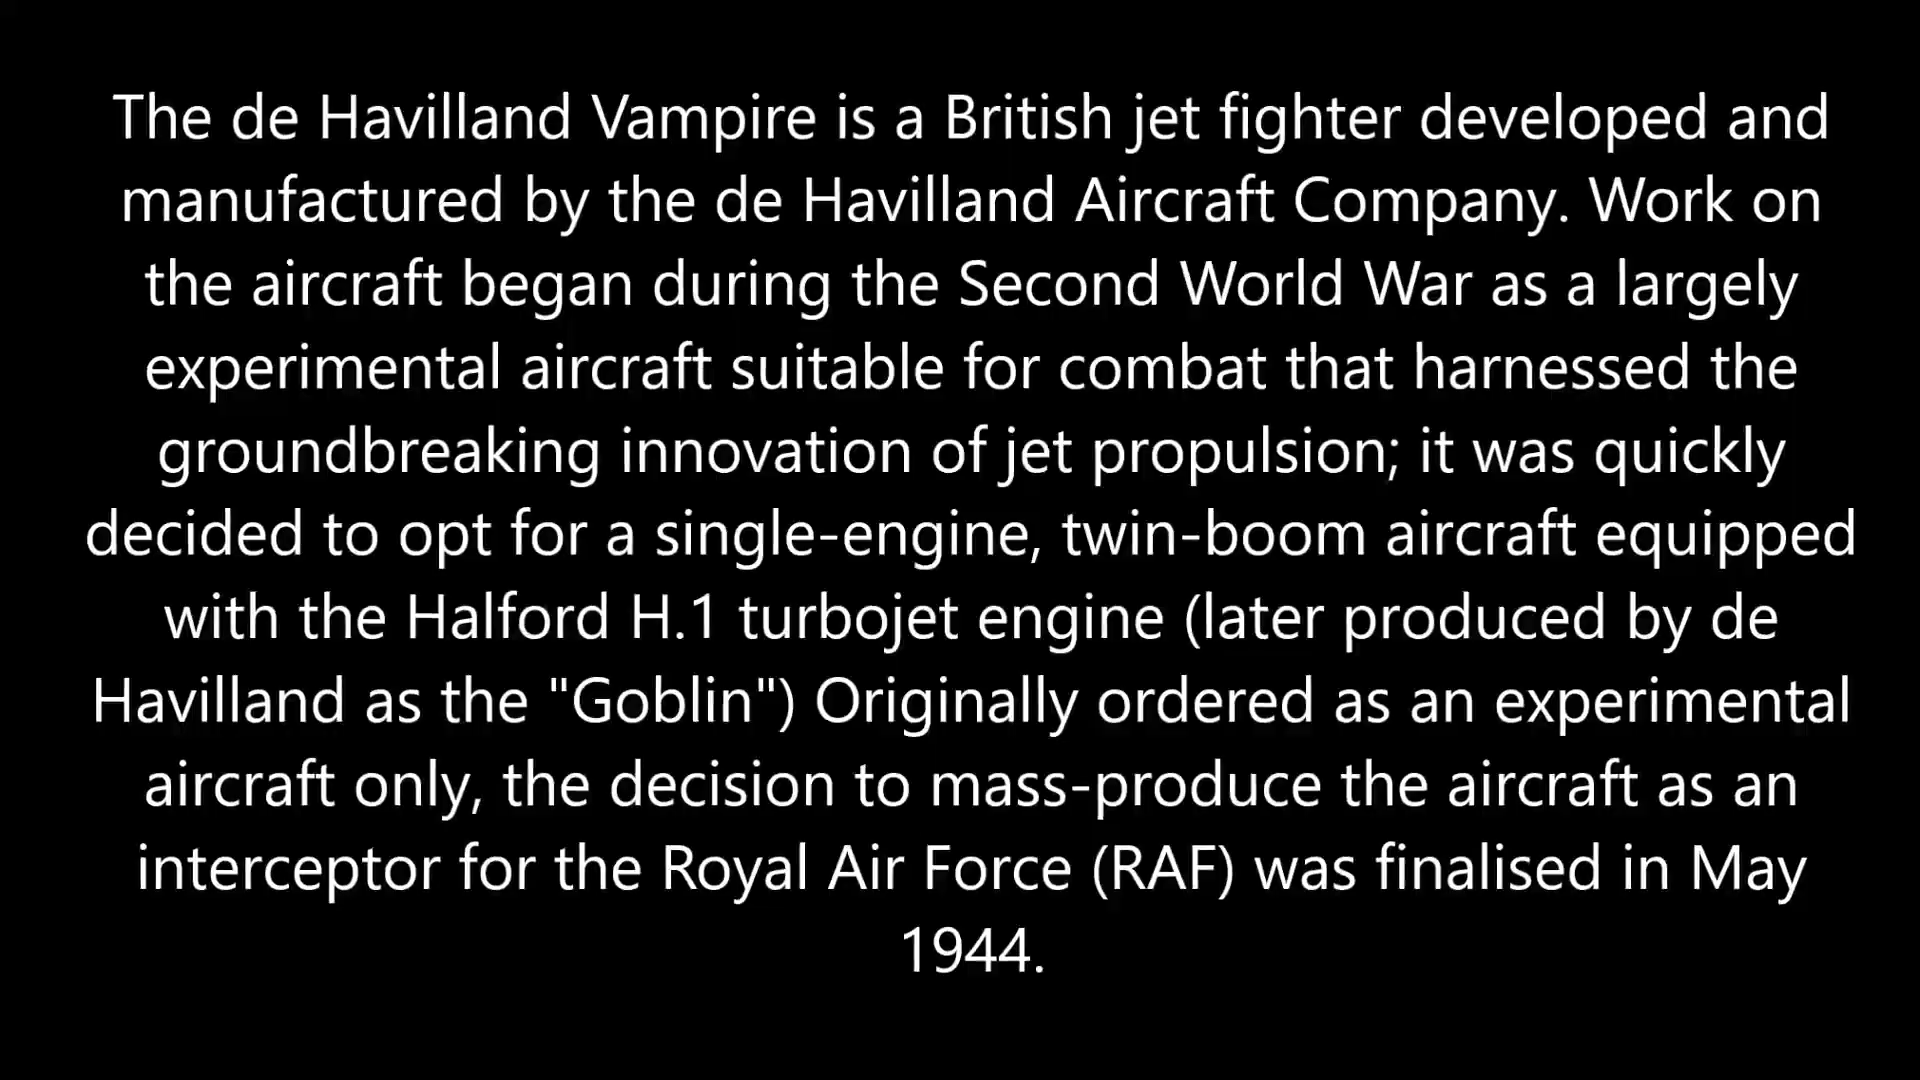 The de Havilland Vampire is a British jet fighter developed and
manufactured by the de Havilland Aircraft Company. Work on
the aircraft began during the Second World War as a largely
experimental aircraft suitable for combat that harnessed the
groundbreaking innovation of jet propulsion; it was quickly
decided to opt for a single-engine, twin-boom aircraft equipped
with the Halford H.1 turbojet engine (later produced by de
Havilland as the "Goblin") Originally ordered as an experimental
aircraft only, the decision to mass-produce the aircraft as an
interceptor for the Royal Air Force (RAF) was finalised in May
1944.